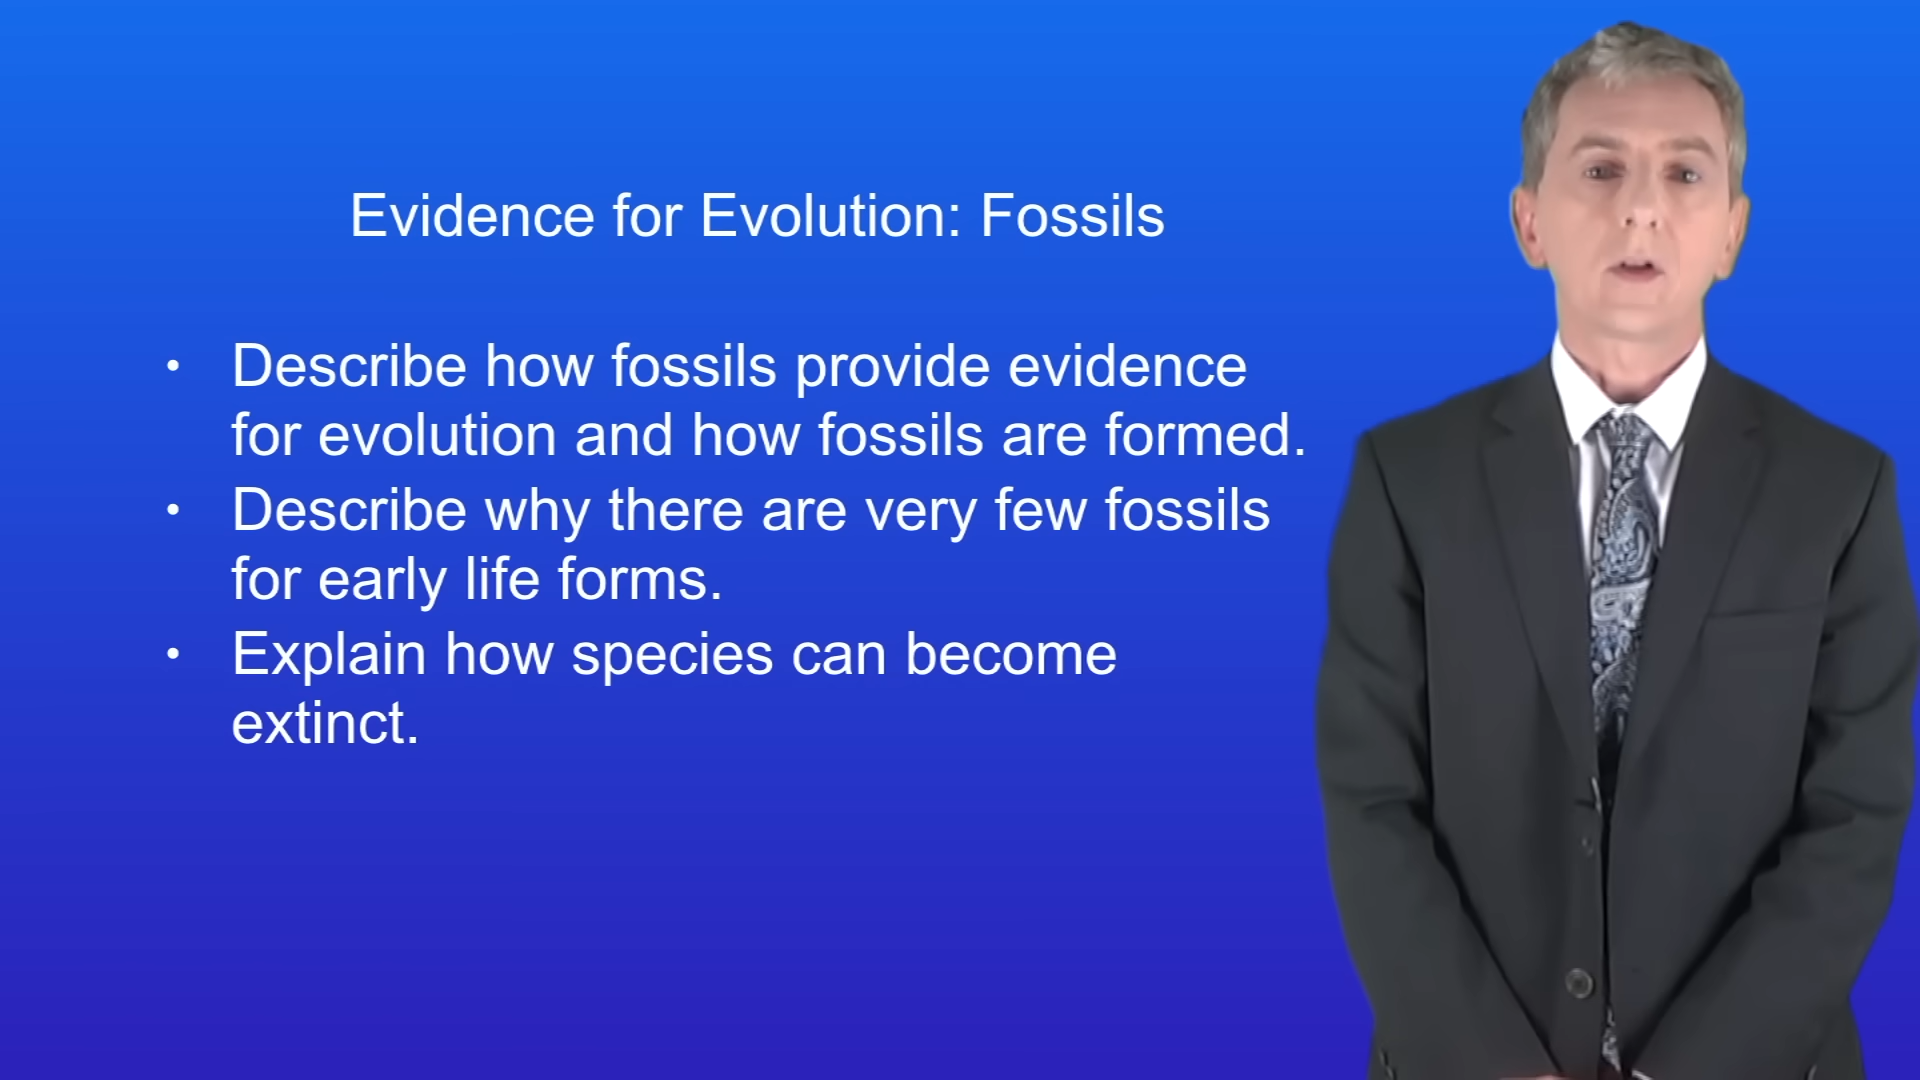 Evidence for Evolution: Fossils
• Describe how fossils provide evidence
for evolution and how fossils are formed.
• Describe why there are very few fossils
for early life forms.
• Explain how species can become
extinct.